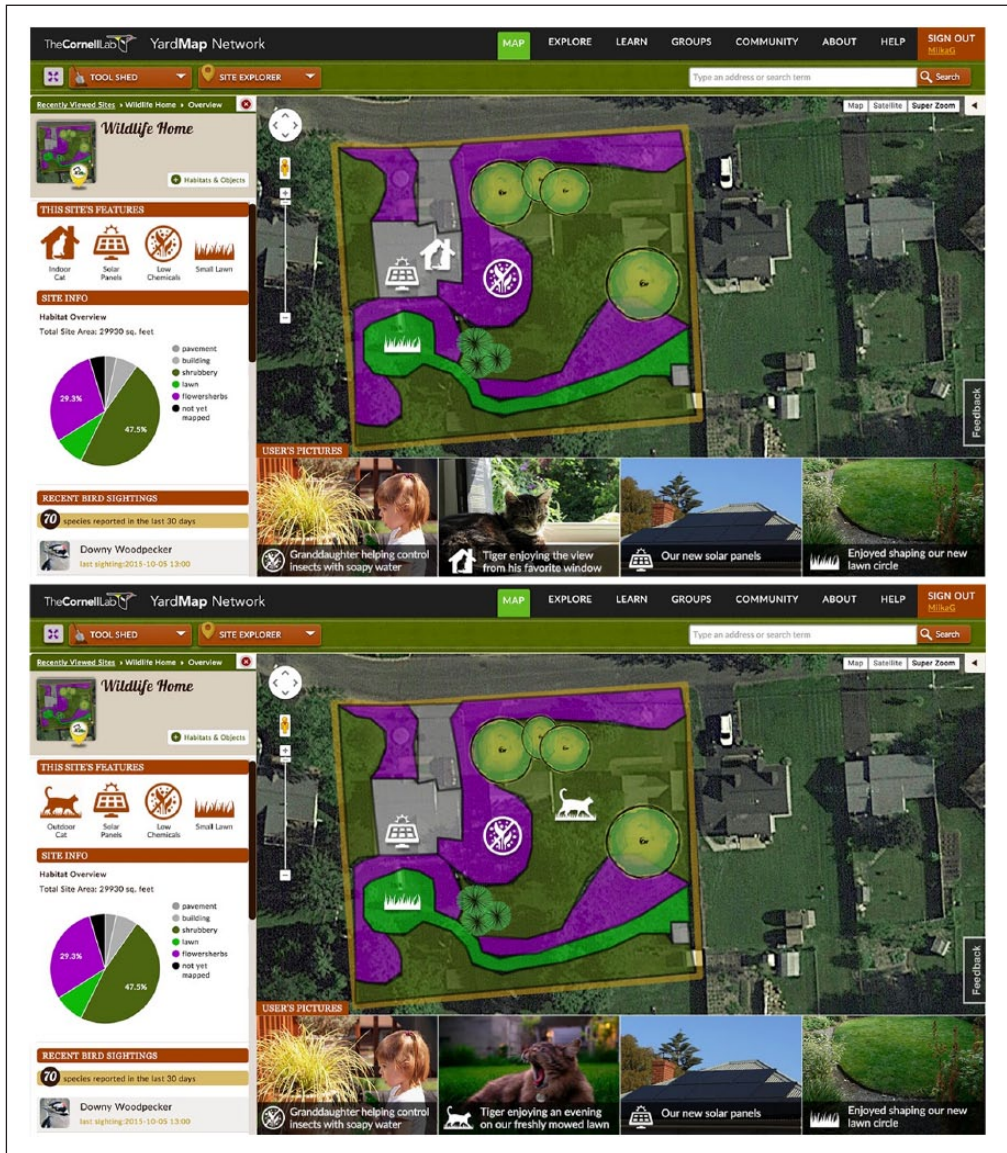 TheCornellLab YardMap Network MAP EXPLORE LEARN GROUPS COMMUNITY ABOUT HELP SIGN OUT
MiikeG
TOOL SHED SITE EXPLORER Type an address or search term Search
Recently Viewed Sites › Wildlife Home › Overview Map Satellite Super Zoom
Wildlife Home
Habitats & Objects
THIS SITE'S FEATURES
Indoor Cat
Solar Panels
Low Chemicals
Small Lawn
SITE INFO
Habitat Overview
Total Site Area: 29930 sq. feet
pavement
building
shrubbery
lawn
flowersherbs
not yet
mapped
29.3%
47.5%
Feedback
USER'S PICTURES
RECENT BIRD SIGHTINGS
70 species reported in the last 30 days
Downy Woodpecker
last sighting:2015-10-05 13:00
Granddaughter helping control
insects with soapy water
Tiger enjoying the view
from his favorite window
Our new solar panels
Enjoyed shaping our new
lawn circle
TheCornellLab YardMap Network MAP EXPLORE LEARN GROUPS COMMUNITY ABOUT HELP SIGN OUT
MiikeG
TOOL SHED SITE EXPLORER Type an address or search term Search
Recently Viewed Sites › Wildlife Home › Overview Map Satellite Super Zoom
Wildlife Home
Habitats & Objects
THIS SITE'S FEATURES
Outdoor Cat
Solar Panels
Low Chemicals
Small Lawn
SITE INFO
Habitat Overview
Total Site Area: 29930 sq. feet
pavement
building
shrubbery
lawn
flowersherbs
not yet
mapped
29.3%
47.5%
Feedback
USER'S PICTURES
RECENT BIRD SIGHTINGS
70 species reported in the last 30 days
Downy Woodpecker
last sighting:2015-10-05 13:00
Granddaughter helping control
insects with soapy water
Tiger enjoying an evening
on our freshly mowed lawn
Our new solar panels
Enjoyed shaping our new
lawn circle